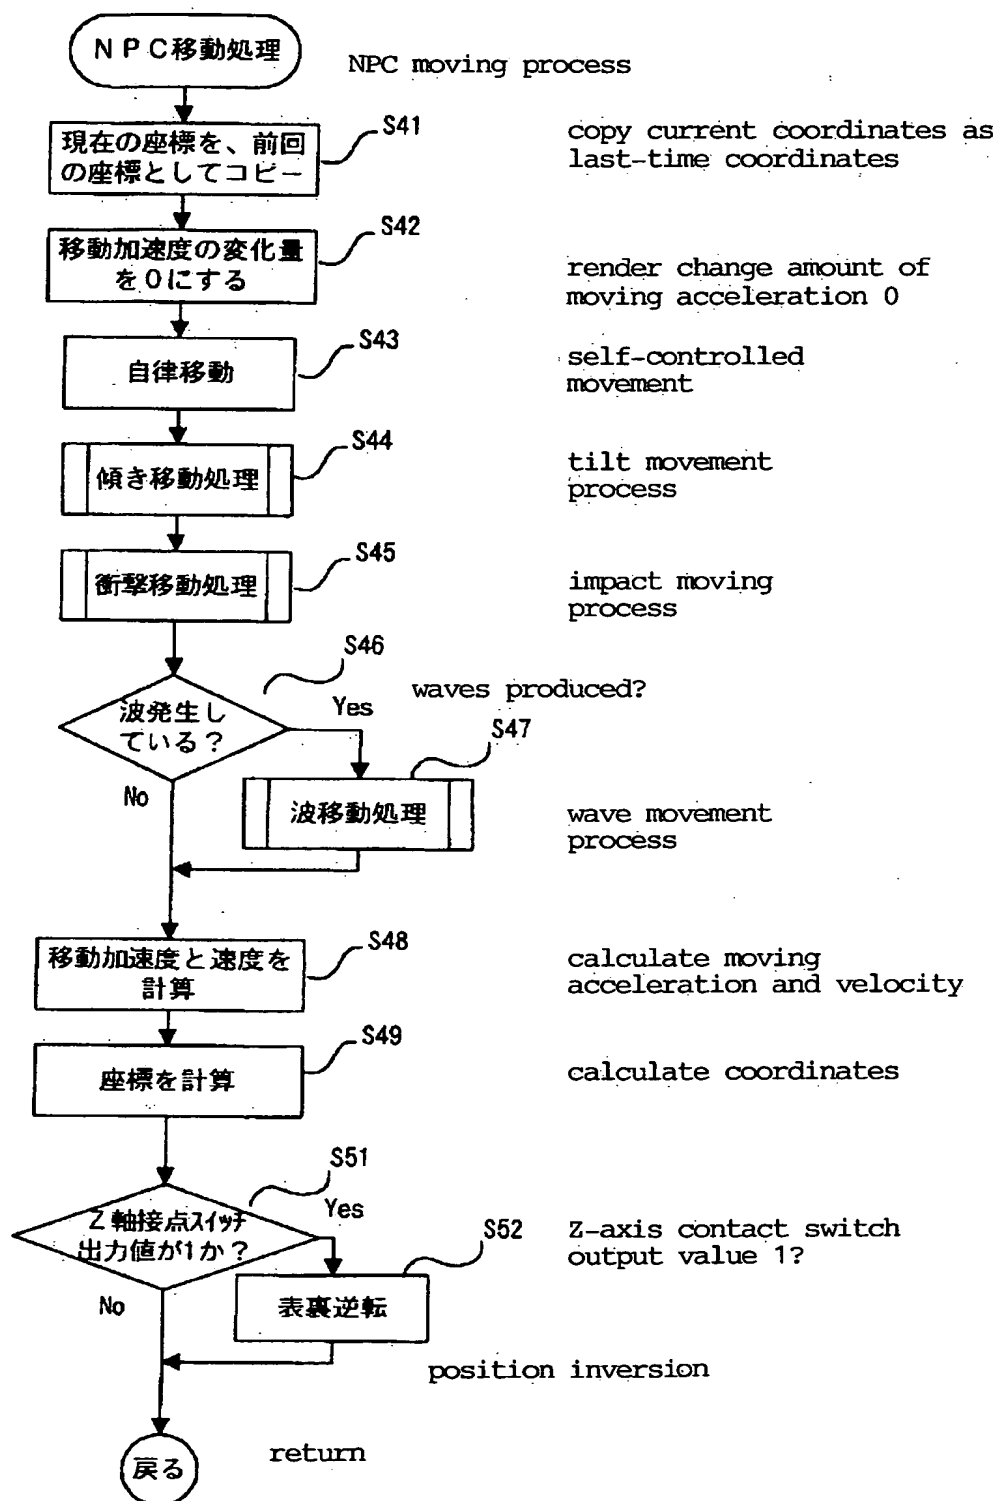 NPC移動処理
NPC moving process
現在の座標を、前回
の座標としてコピー
S41
copy current coordinates as
last-time coordinates
移動加速度の変化量
を0にする
S42
render change amount of
moving acceleration 0
自律移動
S43
self-controlled
movement
傾き移動処理
S44
tilt movement
process
衝撃移動処理
S45
impact moving
process
S46
波発生し
ている?
waves produced?
Yes
No
S47
波移動処理
wave movement
process
移動加速度と速度を
計算
S48
calculate moving
acceleration and velocity
座標を計算
S49
calculate coordinates
S51
Z軸接点スイッチ
出力値が1か?
Yes
No
Z-axis contact switch
output value 1?
S52
表裏逆転
position inversion
戻る
return